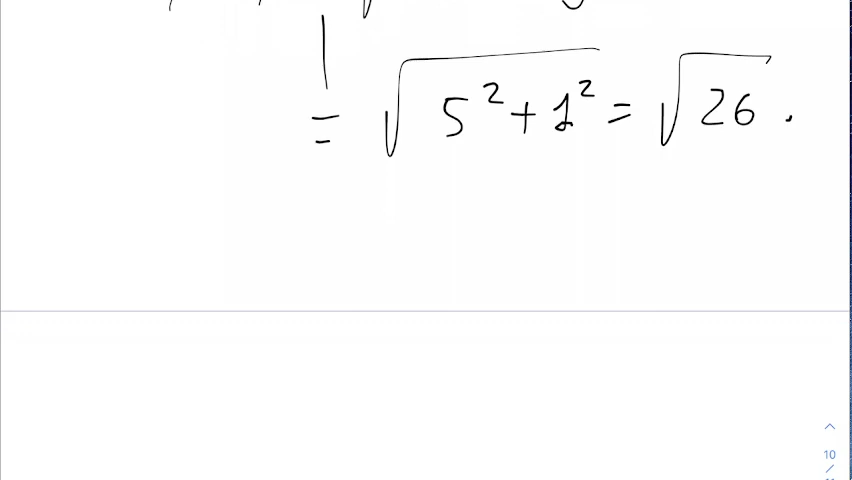 = √(5² + 1²) = √26 .
10
/